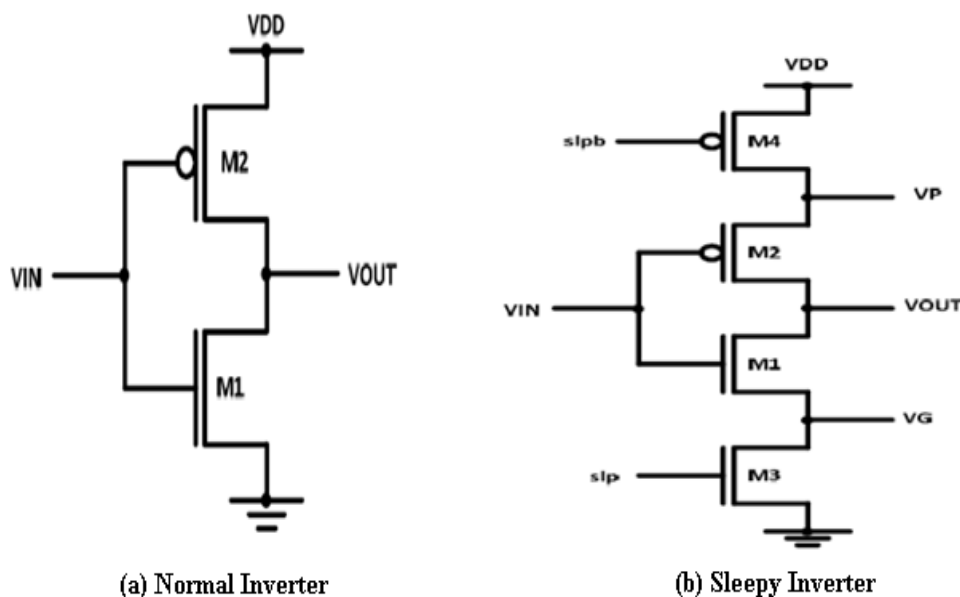 VDD
M2
VIN
VOUT
M1
(a) Normal Inverter
VDD
slpb
M4
VP
M2
VIN
VOUT
M1
VG
slp
M3
(b) Sleepy Inverter